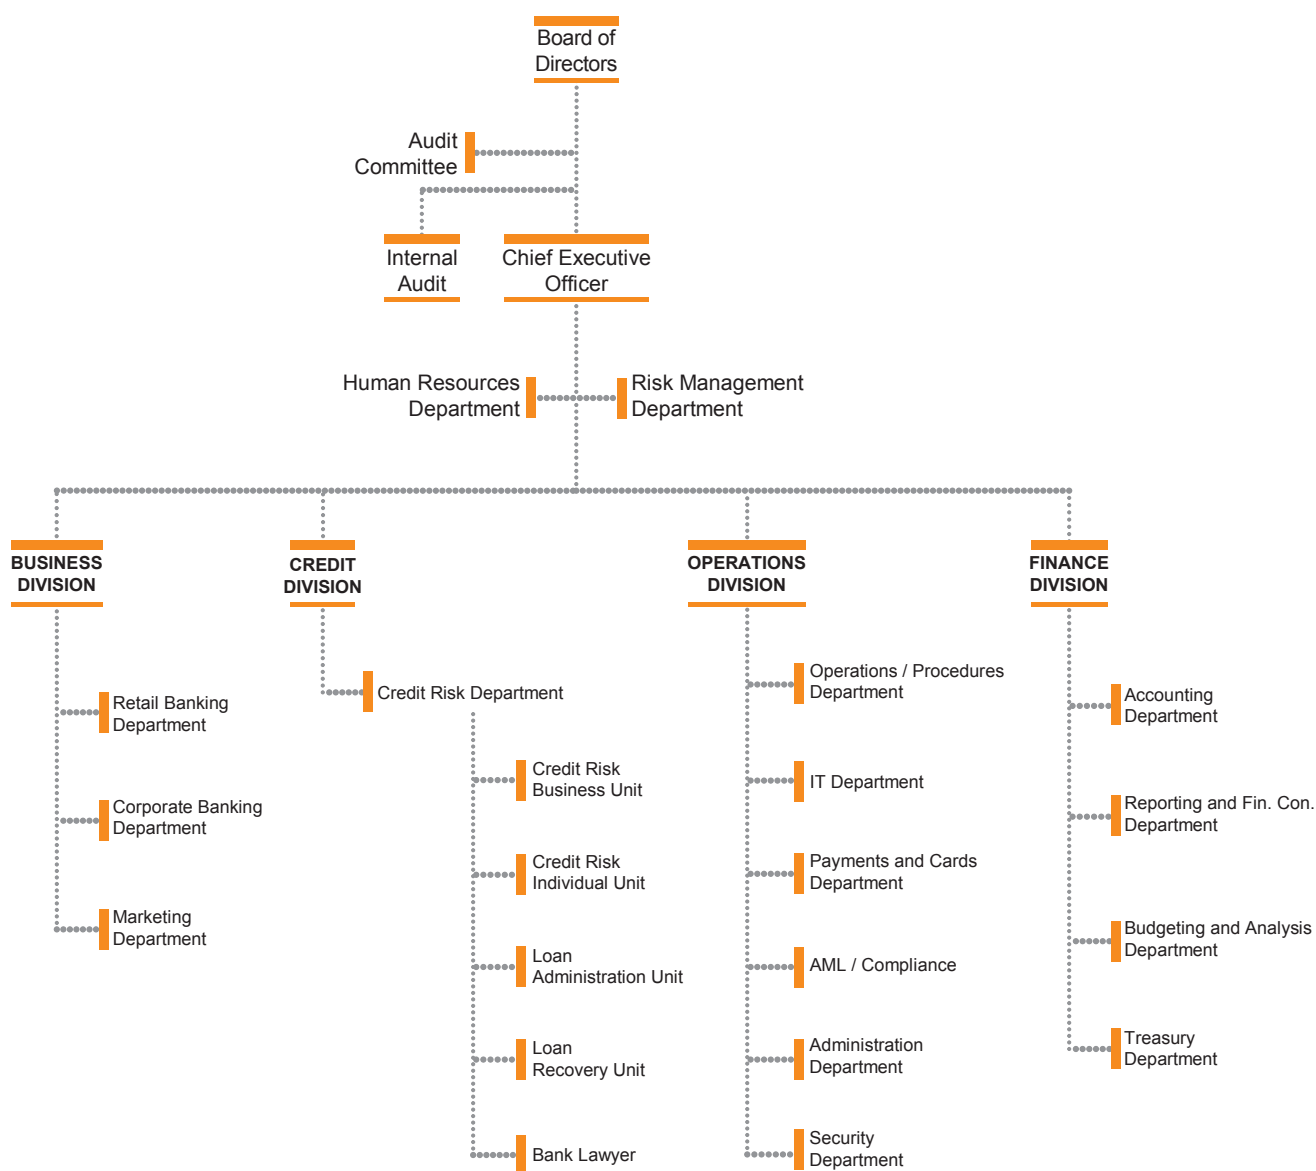 Board of
Directors
Audit
Committee
Internal
Audit
Chief Executive
Officer
Human Resources
Department
Risk Management
Department
BUSINESS
DIVISION
Retail Banking
Department
Corporate Banking
Department
Marketing
Department
CREDIT
DIVISION
Credit Risk Department
Credit Risk
Business Unit
Credit Risk
Individual Unit
Loan
Administration Unit
Loan
Recovery Unit
Bank Lawyer
OPERATIONS
DIVISION
Operations / Procedures
Department
IT Department
Payments and Cards
Department
AML / Compliance
Administration
Department
Security
Department
FINANCE
DIVISION
Accounting
Department
Reporting and Fin. Con.
Department
Budgeting and Analysis
Department
Treasury
Department